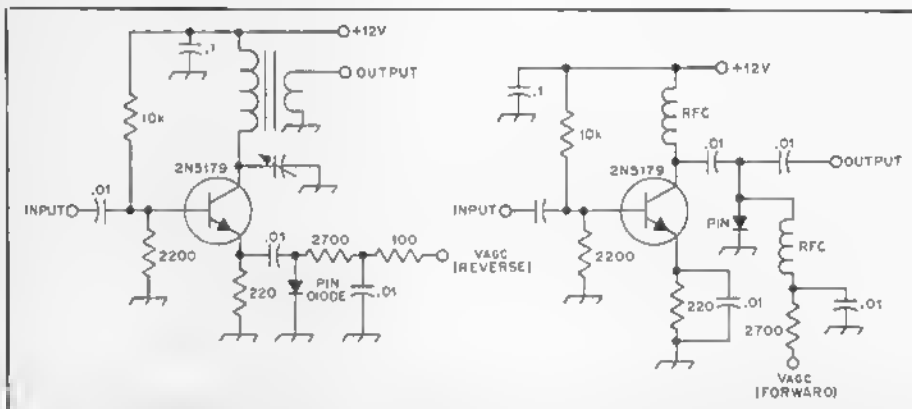 +12V
.1
OUTPUT
10k
2N5179
.01
INPUT
2200
.01
2700
100
VAGC
(REVERSE)
PIN
DIODE
.01
220
+12V
.1
RFC
10k
.01
.01
2N5179
OUTPUT
INPUT
PIN
RFC
2200
220
.01
.01
2700
VAGC
(FORWARD)